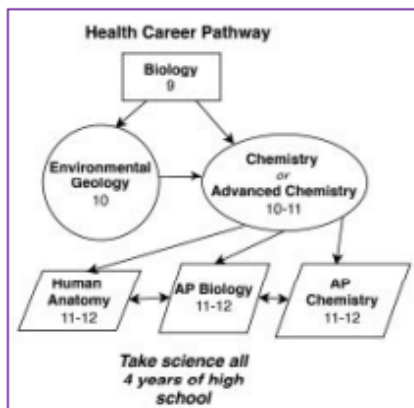 Health Career Pathway
Biology
9
Environmental
Geology
10
Chemistry
or
Advanced Chemistry
10-11
Human
Anatomy
11-12
AP Biology
11-12
AP
Chemistry
11-12
Take science all
4 years of high
school